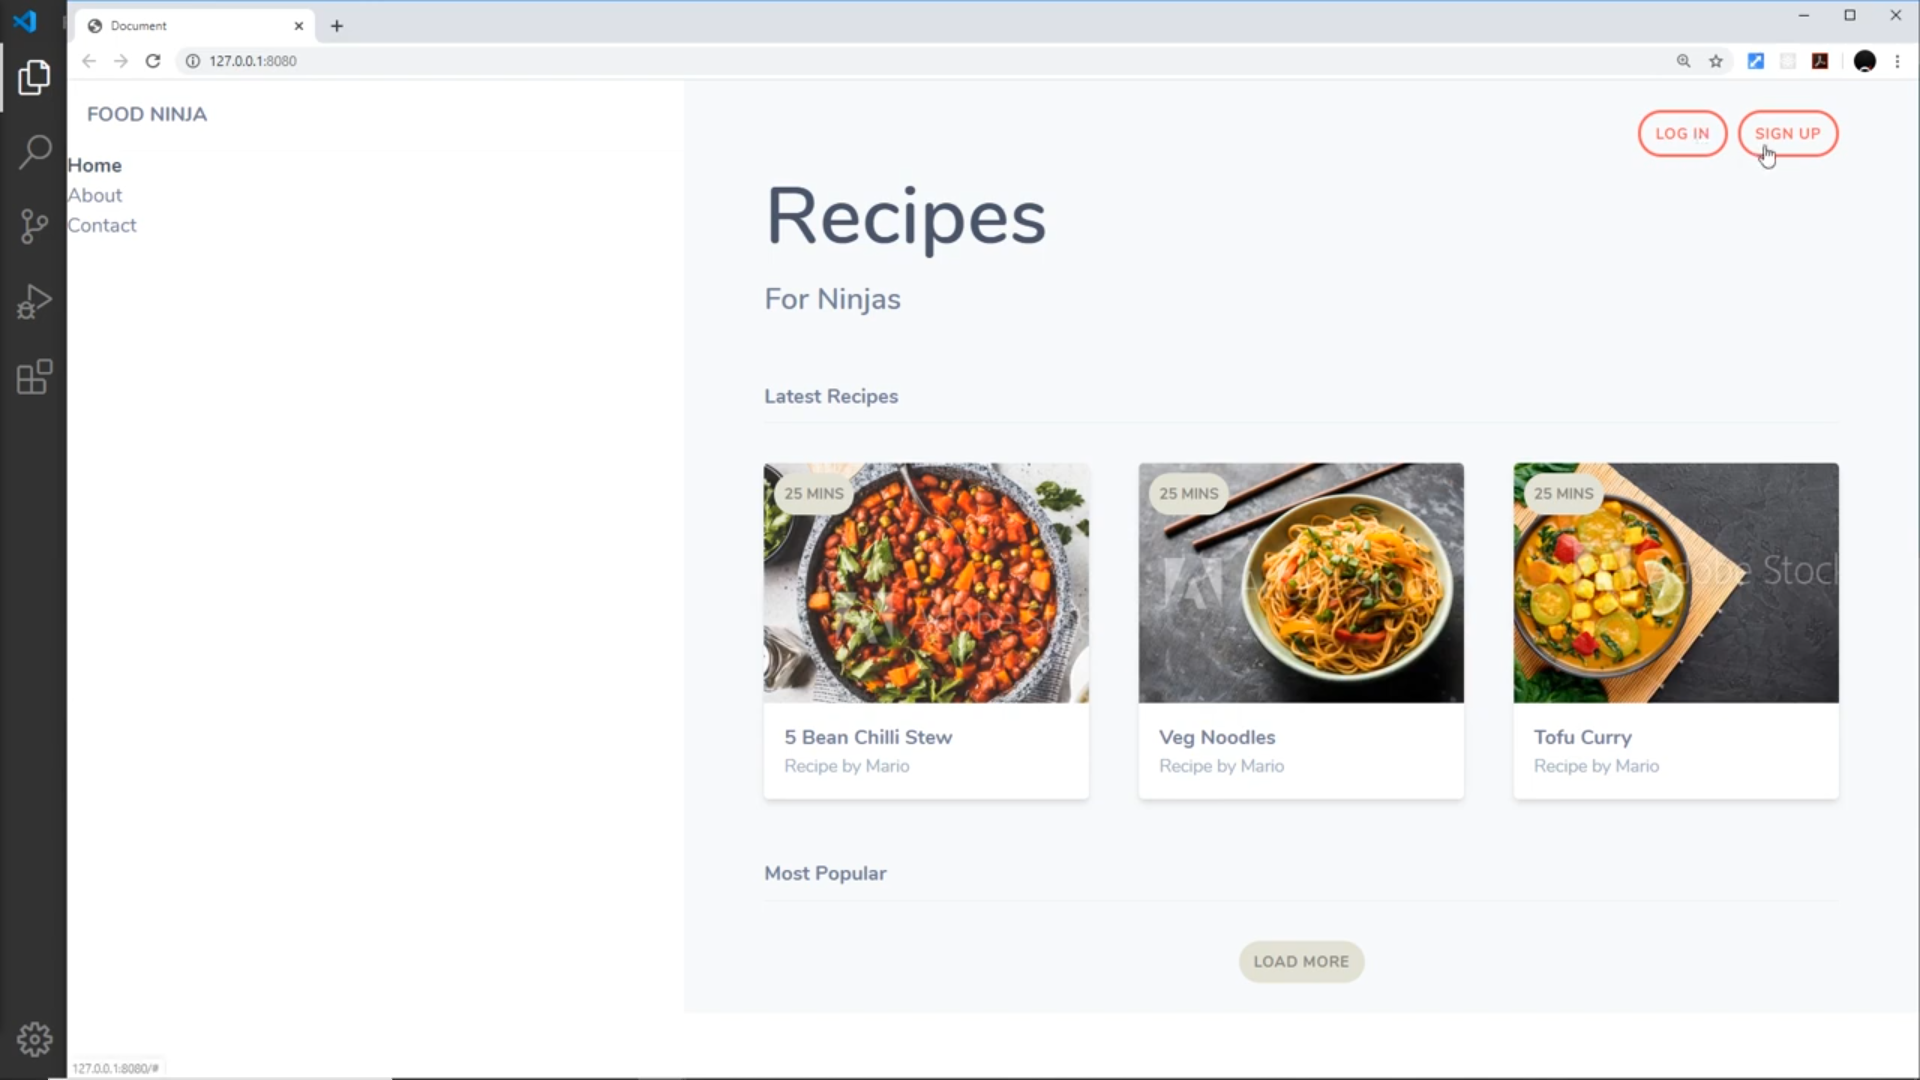 Document
127.0.0.1:8080
FOOD NINJA
LOG IN
SIGN UP
Home
About
Contact
Recipes
For Ninjas
Latest Recipes
25 MINS
25 MINS
25 MINS
Adobe Stock
5 Bean Chilli Stew
Recipe by Mario
Veg Noodles
Recipe by Mario
Tofu Curry
Recipe by Mario
Most Popular
LOAD MORE
127.0.0.1:8080/#